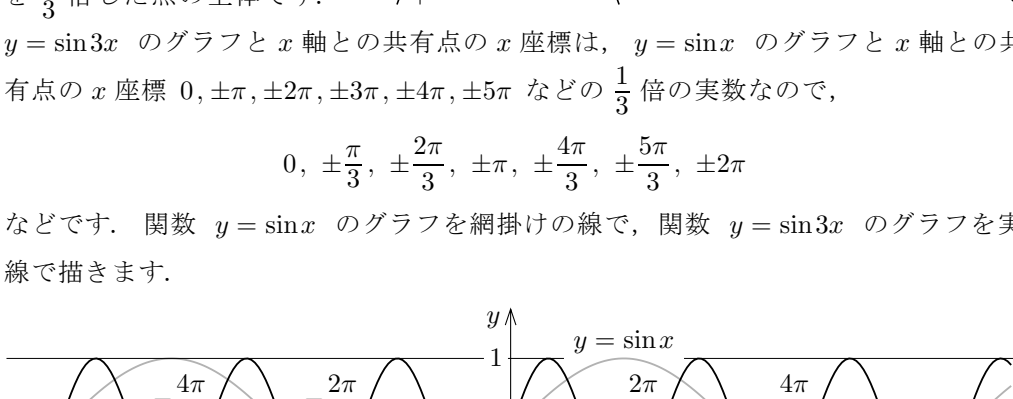 を 1/3 倍した点の全体です．
y = sin3x のグラフと x 軸との共有点の x 座標は， y = sinx のグラフと x 軸との共
有点の x 座標 0, ±π, ±2π, ±3π, ±4π, ±5π などの 1/3 倍の実数なので，
0, ±π/3, ±2π/3, ±π, ±4π/3, ±5π/3, ±2π
などです． 関数 y = sinx のグラフを網掛けの線で，関数 y = sin3x のグラフを実
線で描きます．
y
y = sinx
1
4π 2π 2π 4π